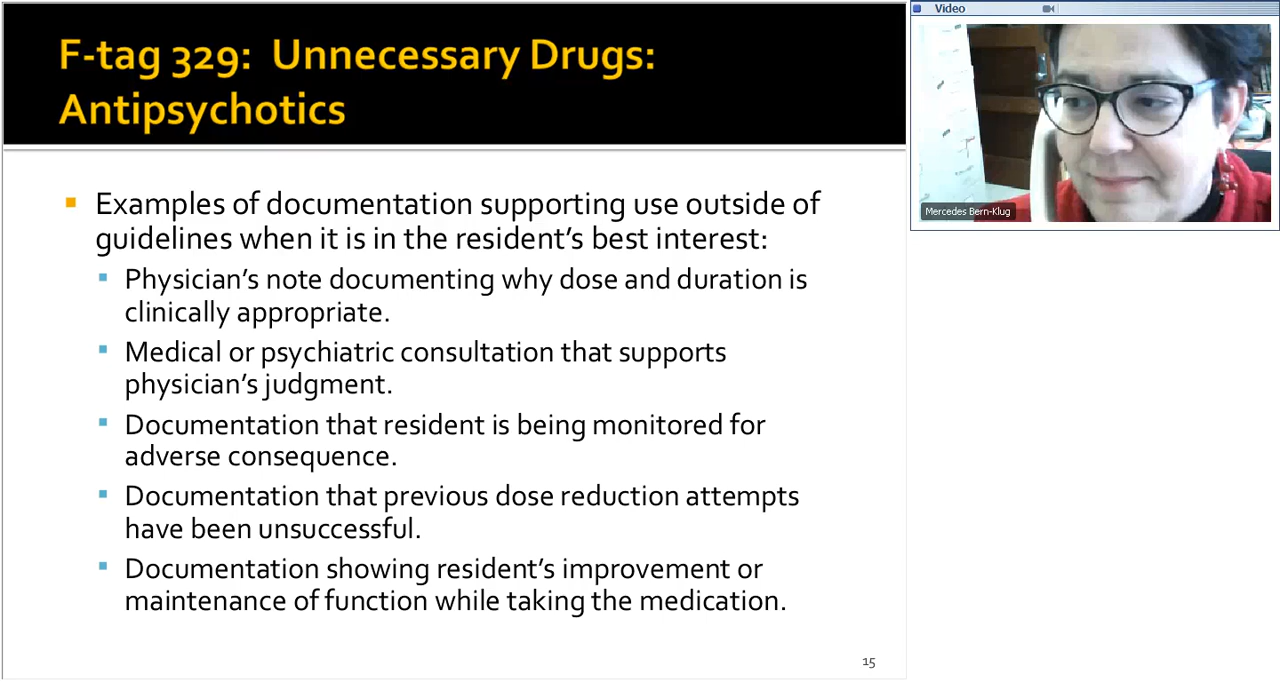 F-tag 329: Unnecessary Drugs:
Antipsychotics
Examples of documentation supporting use outside of
guidelines when it is in the resident's best interest:
Physician's note documenting why dose and duration is
clinically appropriate.
Medical or psychiatric consultation that supports
physician's judgment.
Documentation that resident is being monitored for
adverse consequence.
Documentation that previous dose reduction attempts
have been unsuccessful.
Documentation showing resident's improvement or
maintenance of function while taking the medication.
15
Video
Mercedes Bern-Klug